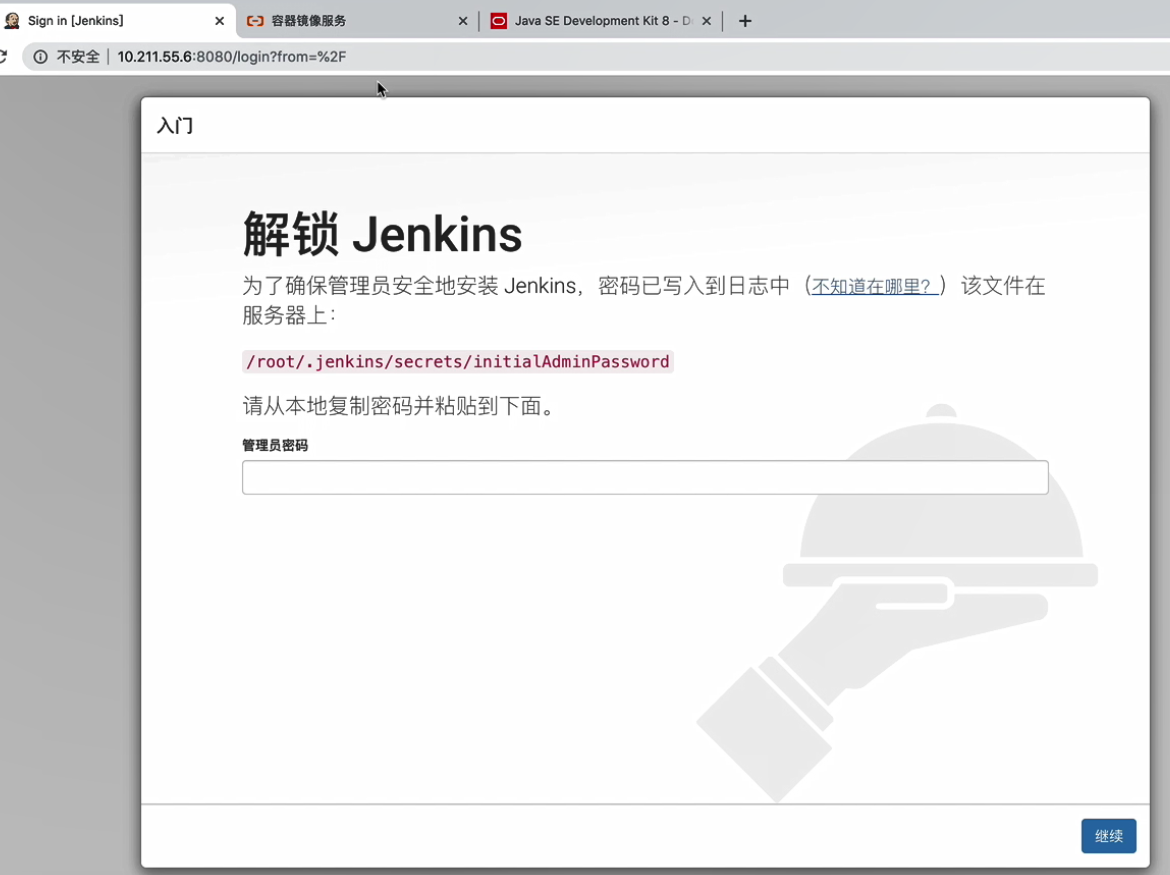 Sign in [Jenkins]
容器镜像服务
Java SE Development Kit 8 - D
不安全 | 10.211.55.6:8080/login?from=%2F
入门
解锁 Jenkins
为了确保管理员安全地安装 Jenkins，密码已写入到日志中（不知道在哪里？）该文件在
服务器上：
/root/.jenkins/secrets/initialAdminPassword
请从本地复制密码并粘贴到下面。
管理员密码
继续